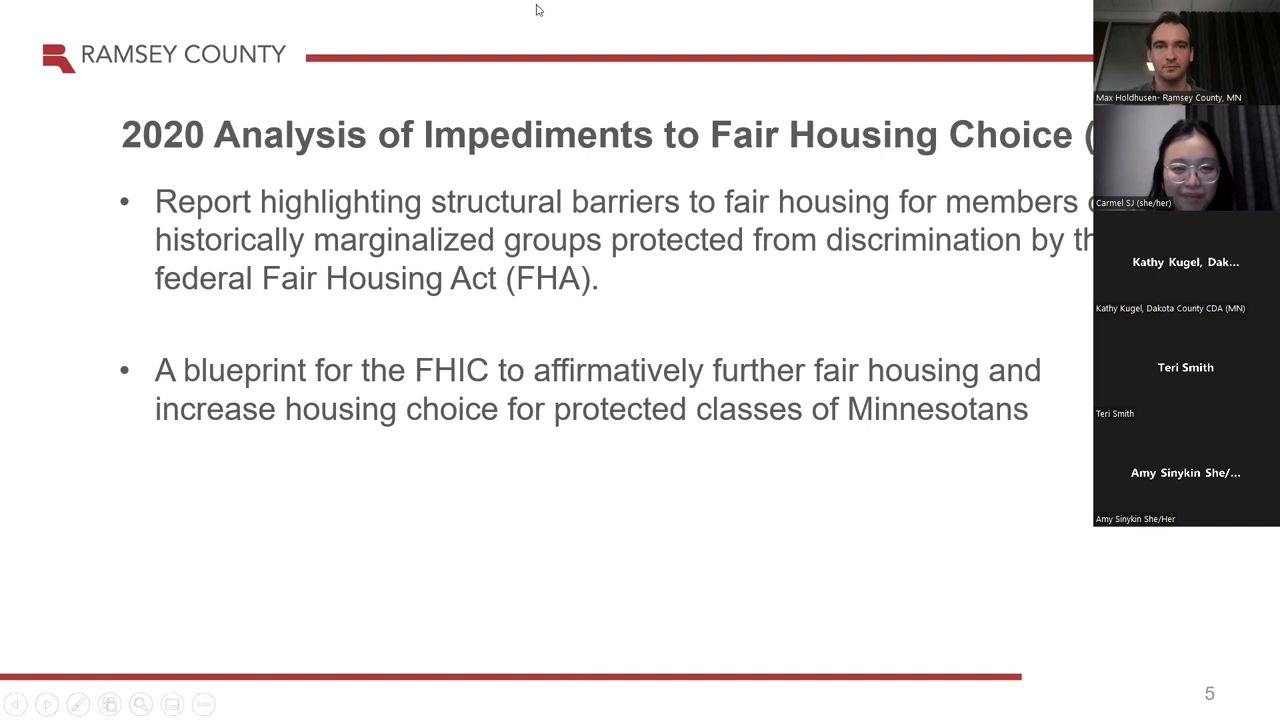 RAMSEY COUNTY
2020 Analysis of Impediments to Fair Housing Choice (
• Report highlighting structural barriers to fair housing for members
historically marginalized groups protected from discrimination by
federal Fair Housing Act (FHA).
• A blueprint for the FHIC to affirmatively further fair housing and
increase housing choice for protected classes of Minnesotans
5
Max Holdhusen- Ramsey County, MN
Carmel SJ (she/her)
Kathy Kugel, Dak...
Kathy Kugel, Dakota County CDA (MN)
Teri Smith
Teri Smith
Amy Sinykin She/...
Amy Sinykin She/Her